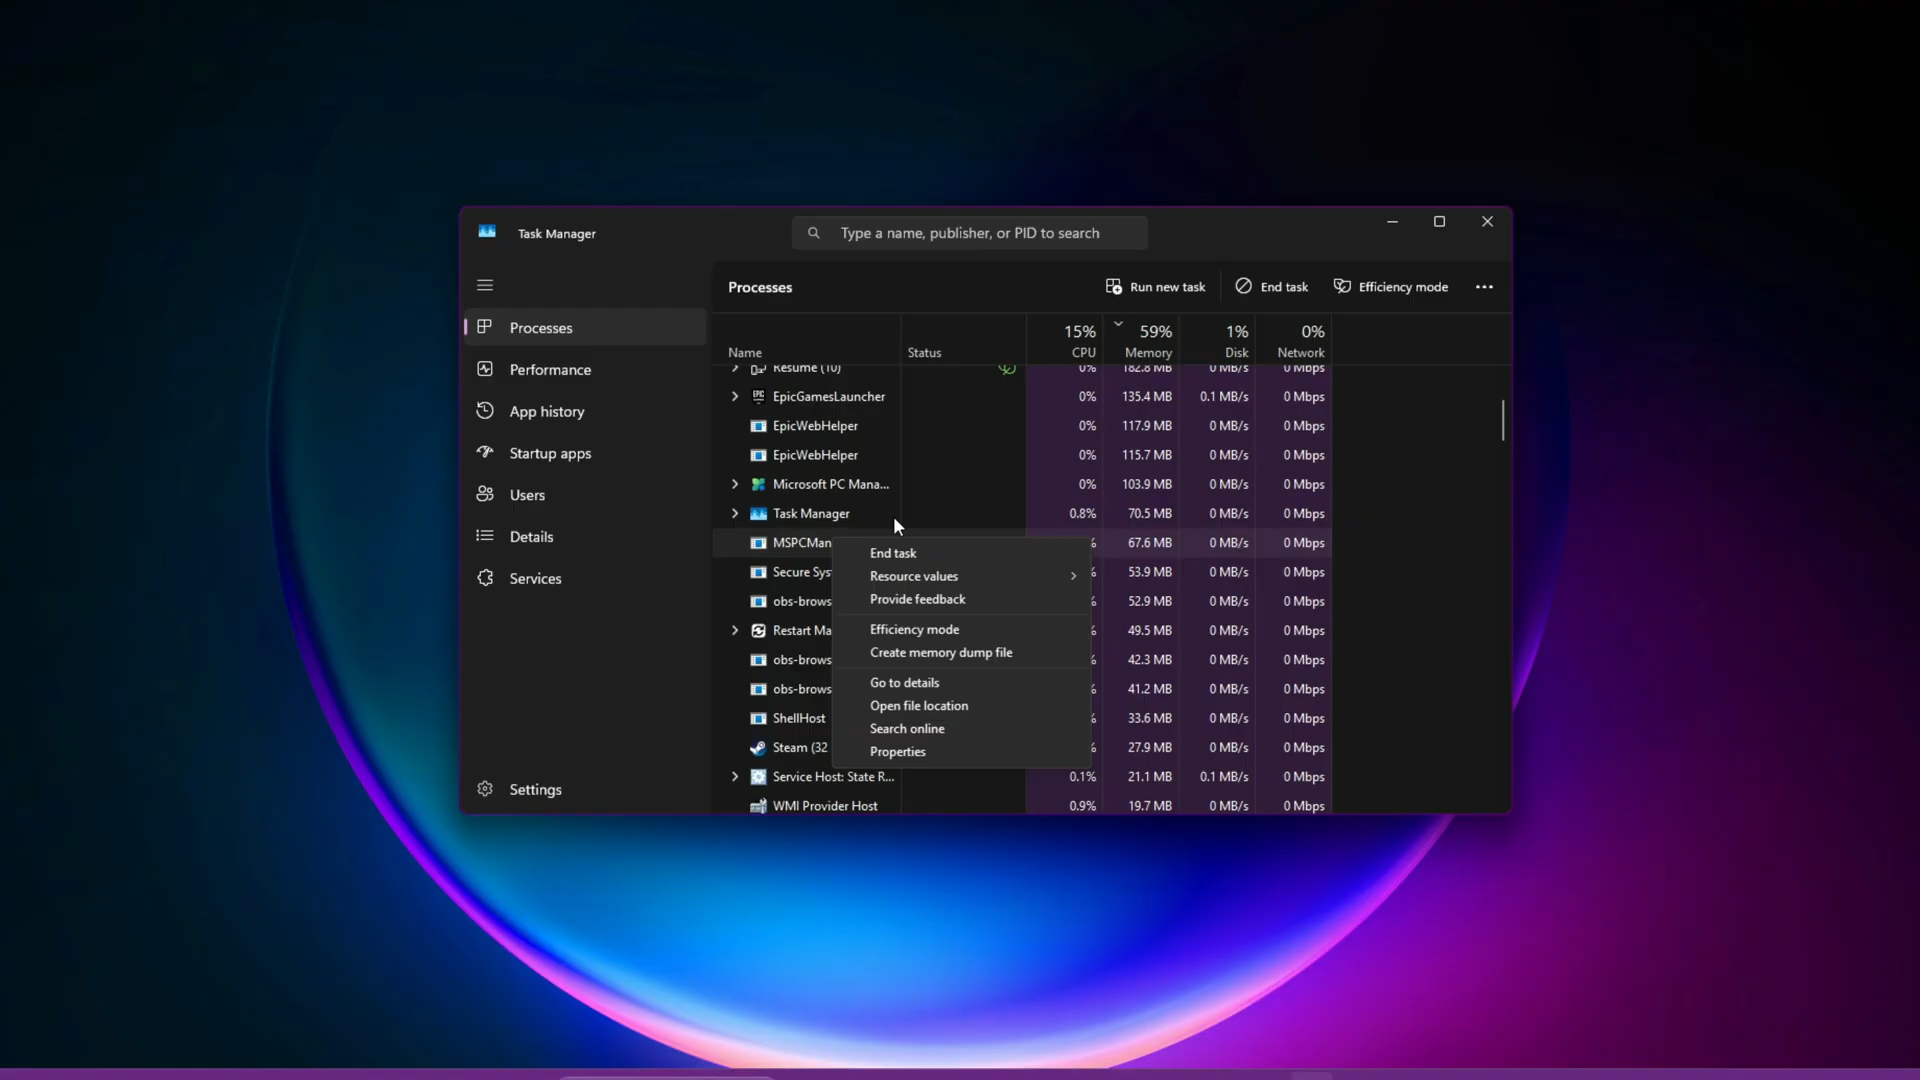 Task Manager
Type a name, publisher, or PID to search
Processes
Run new task
End task
Efficiency mode
Processes
Performance
App history
Startup apps
Users
Details
Services
Settings
15% 59% 1% 0%
Name Status CPU Memory Disk Network
Resume (10) 0% 182.8 MB 0 MB/s 0 Mbps
EpicGamesLauncher 0% 135.4 MB 0.1 MB/s 0 Mbps
EpicWebHelper 0% 117.9 MB 0 MB/s 0 Mbps
EpicWebHelper 0% 115.7 MB 0 MB/s 0 Mbps
Microsoft PC Mana... 0% 103.9 MB 0 MB/s 0 Mbps
Task Manager 0.8% 70.5 MB 0 MB/s 0 Mbps
MSPCMan % 67.6 MB 0 MB/s 0 Mbps
Secure Sys % 53.9 MB 0 MB/s 0 Mbps
obs-brows % 52.9 MB 0 MB/s 0 Mbps
Restart Ma % 49.5 MB 0 MB/s 0 Mbps
obs-brows % 42.3 MB 0 MB/s 0 Mbps
obs-brows % 41.2 MB 0 MB/s 0 Mbps
ShellHost % 33.6 MB 0 MB/s 0 Mbps
Steam (32 % 27.9 MB 0 MB/s 0 Mbps
Service Host: State R... 0.1% 21.1 MB 0.1 MB/s 0 Mbps
WMI Provider Host 0.9% 19.7 MB 0 MB/s 0 Mbps
End task
Resource values
Provide feedback
Efficiency mode
Create memory dump file
Go to details
Open file location
Search online
Properties